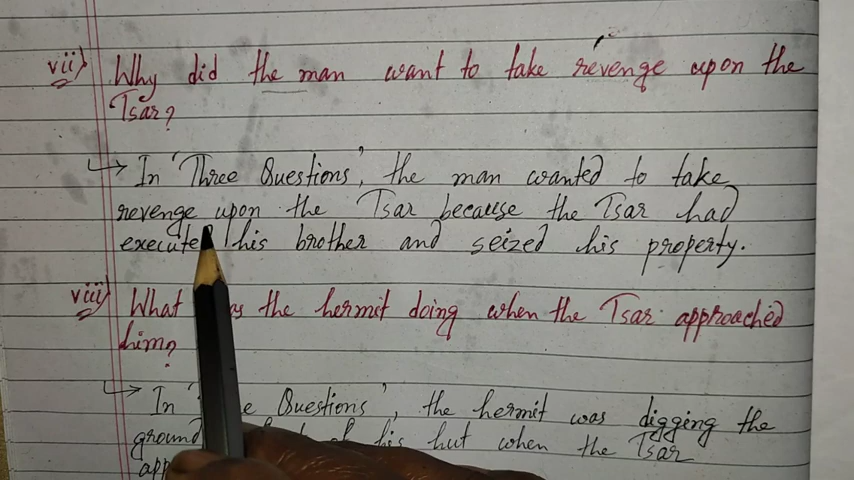 vii) Why did the man want to take revenge upon the
Tsar?
In 'Three Questions', the man wanted to take
revenge upon the Tsar because the Tsar had
his brother and seized his property.
viii) What the hermit doing when the Tsar approached
him?
In Questions', the hermit was digging the
ground his hut when the Tsar